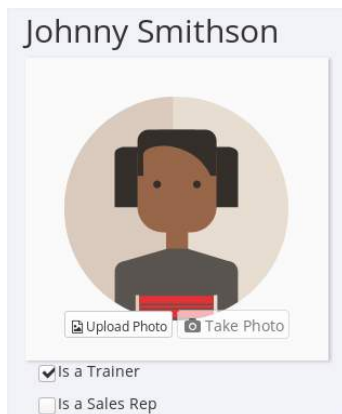 Johnny Smithson
Upload Photo Take Photo
Is a Trainer
Is a Sales Rep